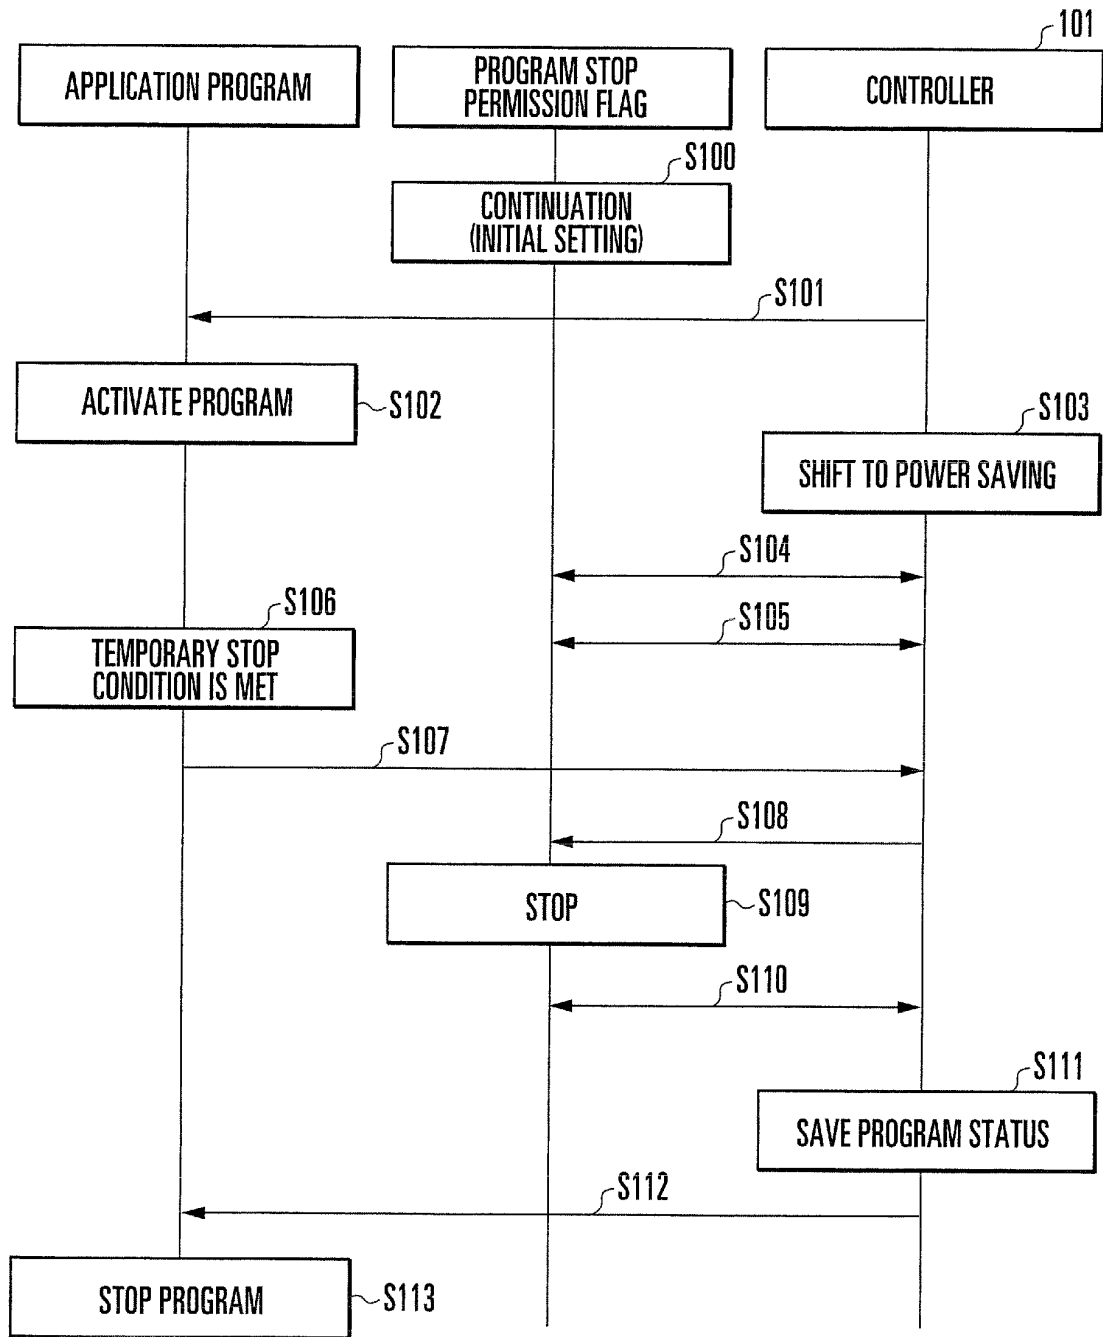 101
APPLICATION PROGRAM
PROGRAM STOP
PERMISSION FLAG
CONTROLLER
S100
CONTINUATION
(INITIAL SETTING)
S101
ACTIVATE PROGRAM
S102
S103
SHIFT TO POWER SAVING
S104
S106
S105
TEMPORARY STOP
CONDITION IS MET
S107
S108
STOP
S109
S110
S111
SAVE PROGRAM STATUS
S112
STOP PROGRAM
S113